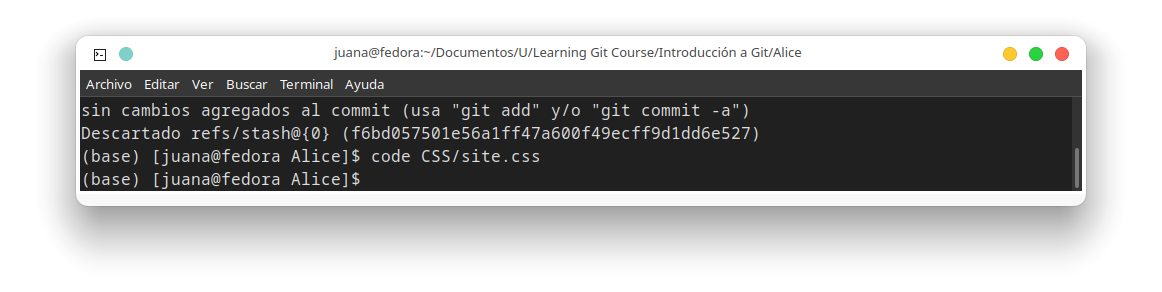 juana@fedora:~/Documentos/U/Learning Git Course/Introducción a Git/Alice
Archivo Editar Ver Buscar Terminal Ayuda
sin cambios agregados al commit (usa "git add" y/o "git commit -a")
Descartado refs/stash@{0} (f6bd057501e56a1ff47a600f49ecff9d1dd6e527)
(base) [juana@fedora Alice]$ code CSS/site.css
(base) [juana@fedora Alice]$